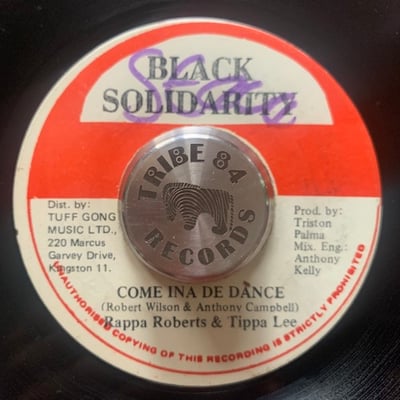 BLACK
SOLIDARITY
Dist. by:
TUFF GONG
MUSIC LTD.,
220 Marcus
Garvey Drive,
Kingston 11.
TRIBE 84
RECORDS
Prod. by:
Triston
Palma
Mix. Eng.:
Anthony
Kelly
COME INA DE DANCE
(Robert Wilson & Anthony Campbell)
Rappa Roberts & Tippa Lee
UNAUTHORISED COPYING OF THIS RECORDING IS STRICTLY PROHIBITED